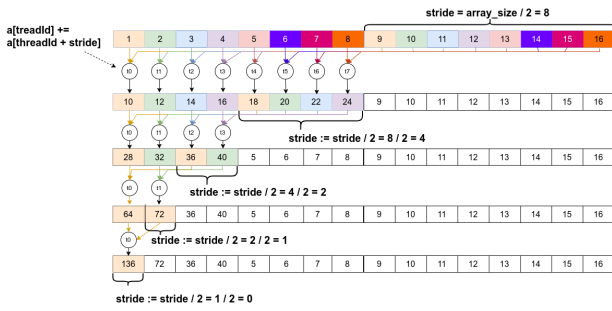 stride = array_size / 2 = 8
a[treadId] +=
a[threadId + stride]
1 2 3 4 5 6 7 8 9 10 11 12 13 14 15 16
t0 t1 t2 t3 t4 t5 t6 t7
10 12 14 16 18 20 22 24 9 10 11 12 13 14 15 16
t0 t1 t2 t3
stride := stride / 2 = 8 / 2 = 4
28 32 36 40 5 6 7 8 9 10 11 12 13 14 15 16
t0 t1
stride := stride / 2 = 4 / 2 = 2
64 72 36 40 5 6 7 8 9 10 11 12 13 14 15 16
t0
stride := stride / 2 = 2 / 2 = 1
136 72 36 40 5 6 7 8 9 10 11 12 13 14 15 16
stride := stride / 2 = 1 / 2 = 0